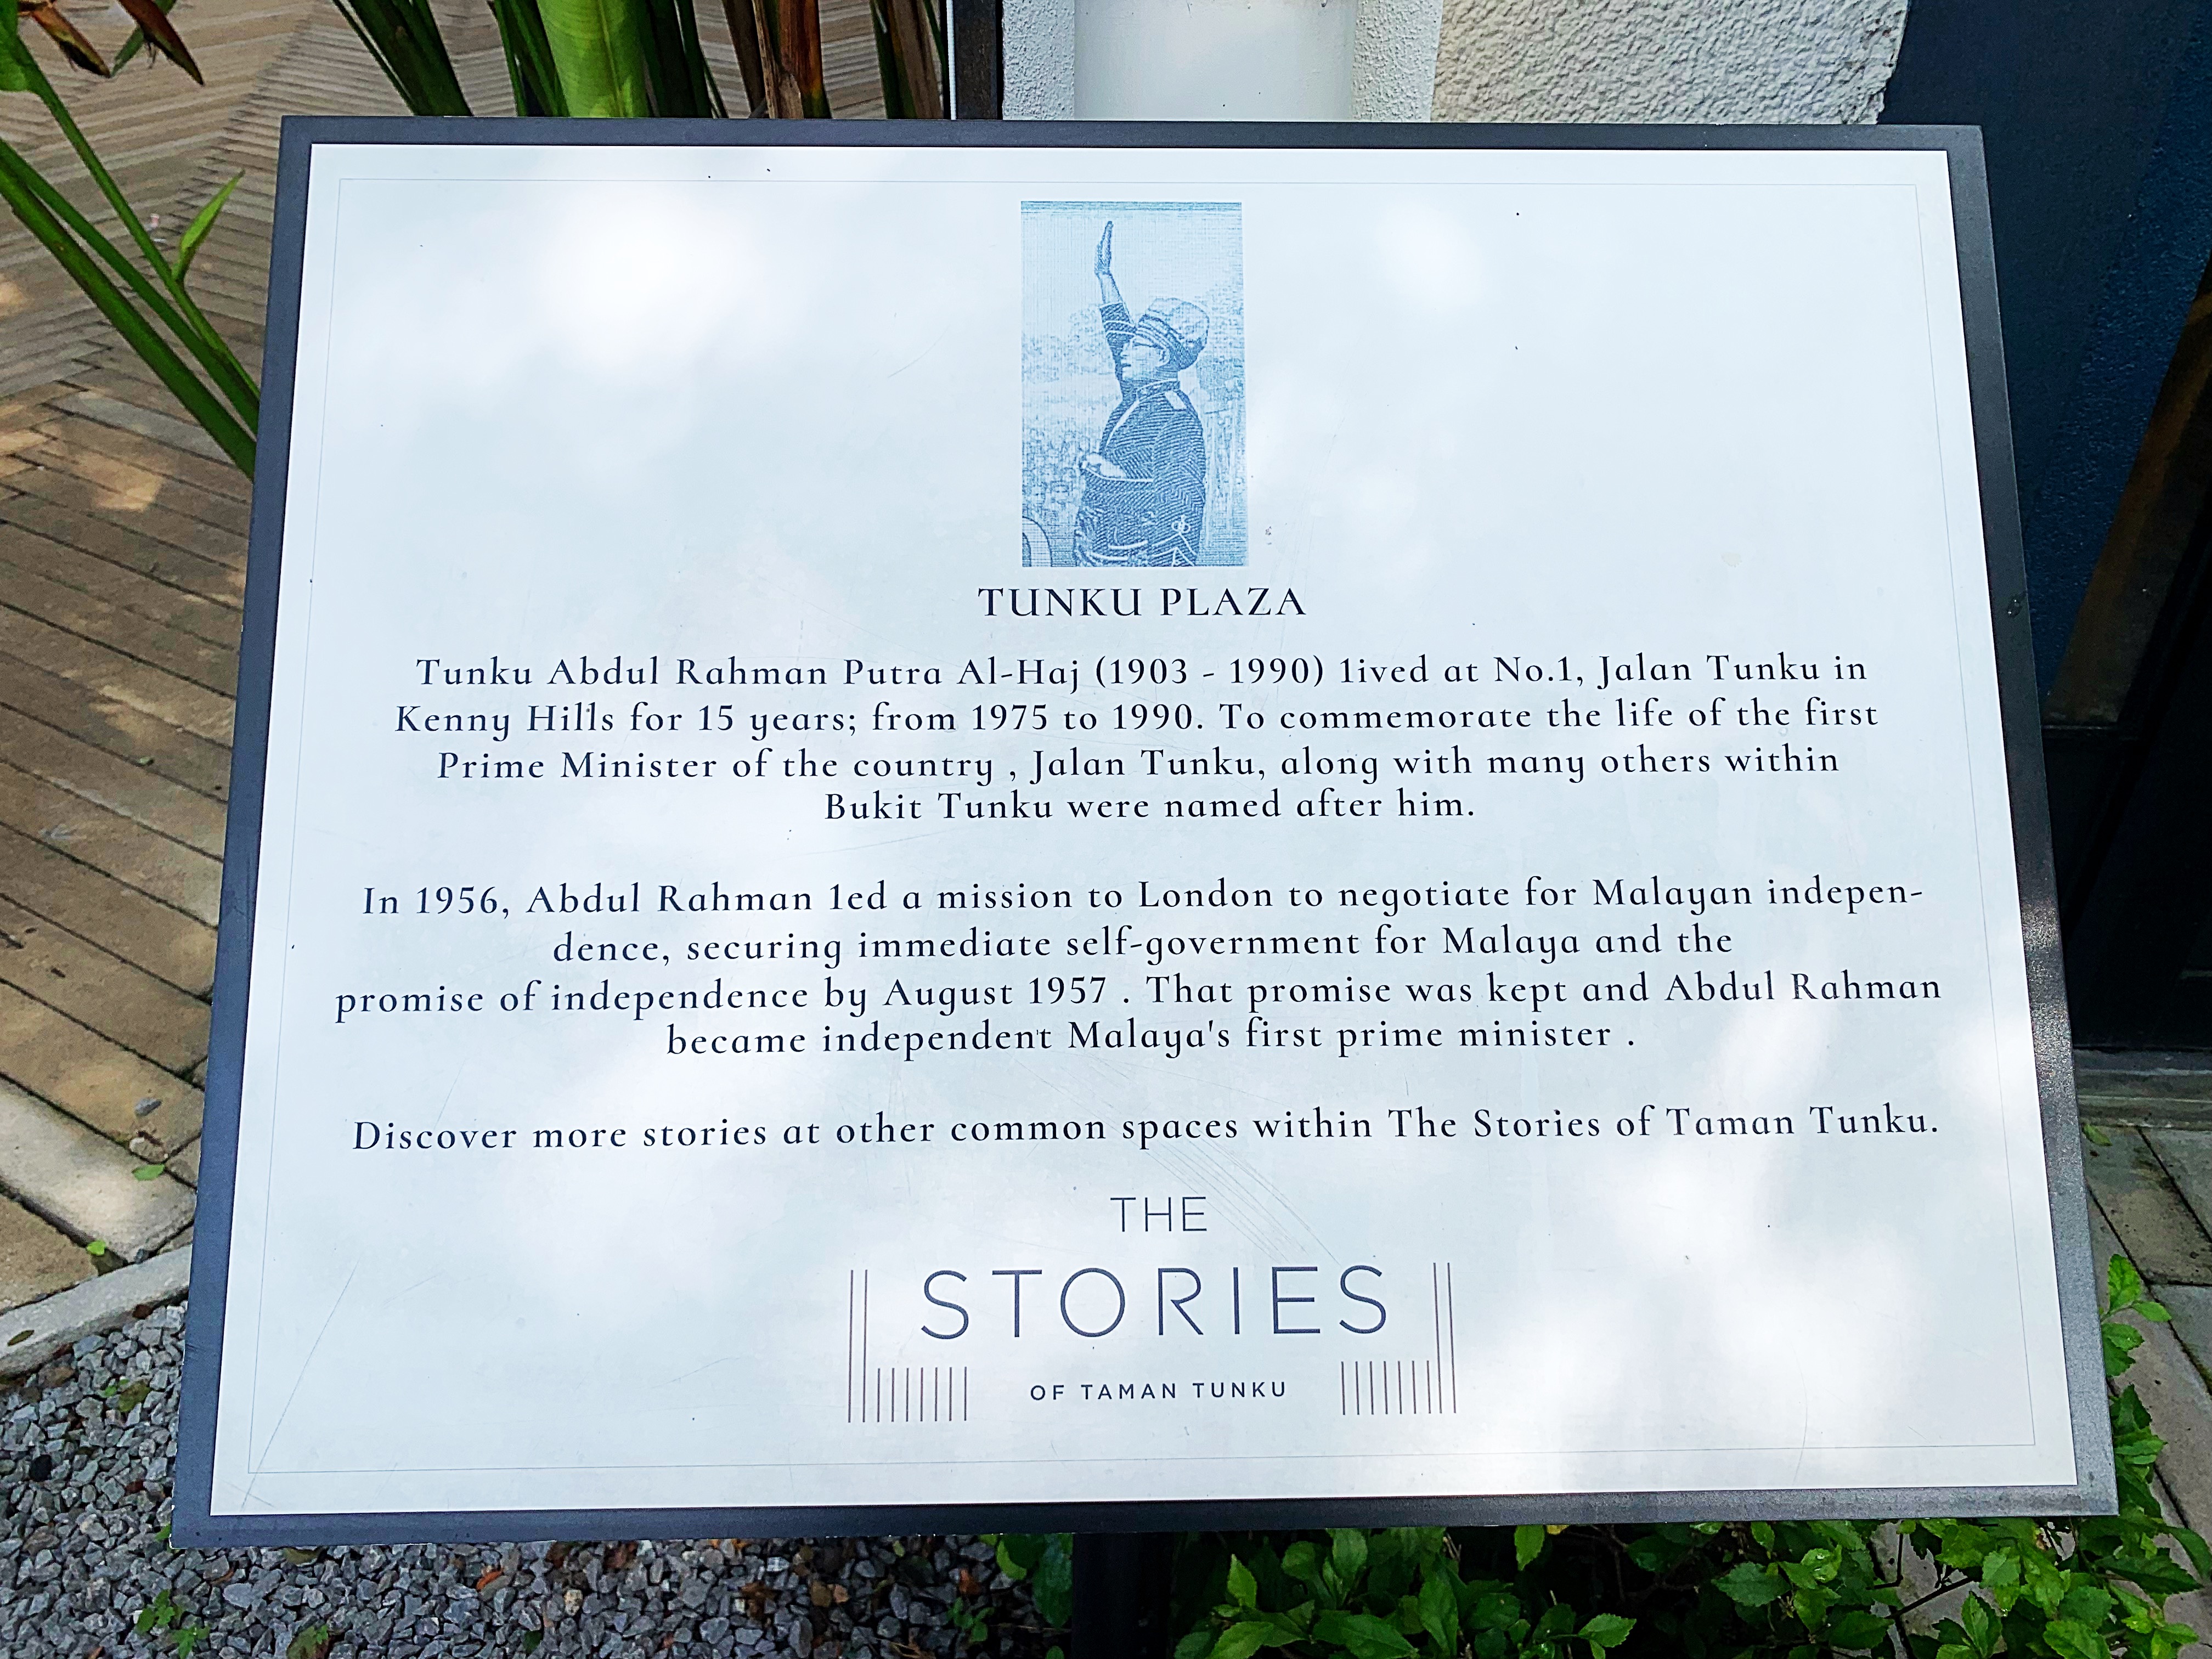 TUNKU PLAZA
Tunku Abdul Rahman Putra Al-Haj (1903 - 1990) lived at No.1, Jalan Tunku in
Kenny Hills for 15 years; from 1975 to 1990. To commemorate the life of the first
Prime Minister of the country , Jalan Tunku, along with many others within
Bukit Tunku were named after him.
In 1956, Abdul Rahman led a mission to London to negotiate for Malayan indepen-
dence, securing immediate self-government for Malaya and the
promise of independence by August 1957 . That promise was kept and Abdul Rahman
became independent Malaya's first prime minister .
Discover more stories at other common spaces within The Stories of Taman Tunku.
THE
STORIES
OF TAMAN TUNKU